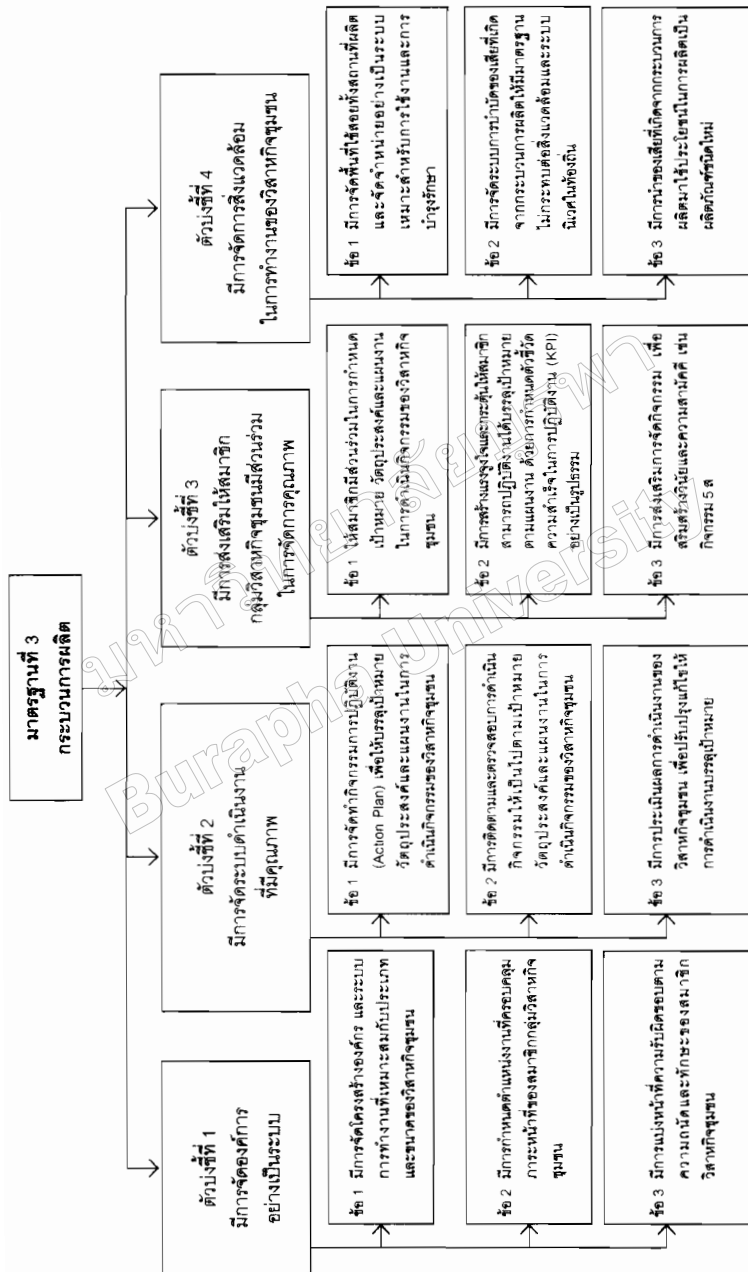 มาตรฐานที่ 3
กระบวนการผลิต
ตัวบ่งชี้ที่ 1
มีการจัดองค์การ
อย่างเป็นระบบ
ข้อ 1 มีการจัดโครงสร้างองค์กร และระบบ
การทำงานที่เหมาะสมกับประเภท
และขนาดของวิสาหกิจชุมชน
ข้อ 2 มีการกำหนดตำแหน่งงานที่ครอบคลุม
ภาระหน้าที่ของสมาชิกกลุ่มวิสาหกิจ
ชุมชน
ข้อ 3 มีการแบ่งหน้าที่ความรับผิดชอบตาม
ความถนัดและทักษะของสมาชิก
วิสาหกิจชุมชน
ตัวบ่งชี้ที่ 2
มีการจัดระบบดำเนินงาน
ที่มีคุณภาพ
ข้อ 1 มีการจัดทำกิจกรรมการปฏิบัติงาน
(Action Plan) เพื่อให้บรรลุเป้าหมาย
วัตถุประสงค์และแผนงานในการ
ดำเนินกิจกรรมของวิสาหกิจชุมชน
ข้อ 2 มีการติดตามและตรวจสอบการดำเนิน
กิจกรรมให้เป็นไปตามเป้าหมาย
วัตถุประสงค์และแผนงานในการ
ดำเนินกิจกรรมของวิสาหกิจชุมชน
ข้อ 3 มีการประเมินผลการดำเนินงานของ
วิสาหกิจชุมชน เพื่อปรับปรุงแก้ไขให้
การดำเนินงานบรรลุเป้าหมาย
ตัวบ่งชี้ที่ 3
มีการส่งเสริมให้สมาชิก
กลุ่มวิสาหกิจชุมชนมีส่วนร่วม
ในการจัดการคุณภาพ
ข้อ 1 ให้สมาชิกมีส่วนร่วมในการกำหนด
เป้าหมาย วัตถุประสงค์และแผนงาน
ในการดำเนินกิจกรรมของวิสาหกิจ
ชุมชน
ข้อ 2 มีการสร้างแรงจูงใจและกระตุ้นให้สมาชิก
สามารถปฏิบัติงานได้บรรลุเป้าหมาย
ตามแผนงาน ด้วยการกำหนดตัวชี้วัด
ความสำเร็จในการปฏิบัติงาน (KPI)
อย่างเป็นรูปธรรม
ข้อ 3 มีการส่งเสริมการจัดกิจกรรม เพื่อ
เสริมสร้างวินัยและความสามัคคี เช่น
กิจกรรม 5 ส
ตัวบ่งชี้ที่ 4
มีการจัดการสิ่งแวดล้อม
ในการทำงานของวิสาหกิจชุมชน
ข้อ 1 มีการจัดพื้นที่ใช้สอยทั้งสถานที่ผลิต
และจัดจำหน่ายอย่างเป็นระบบ
เหมาะสำหรับการใช้งานและการ
บำรุงรักษา
ข้อ 2 มีการจัดระบบการบำบัดของเสียที่เกิด
จากกระบวนการผลิตให้มีมาตรฐาน
ไม่กระทบต่อสิ่งแวดล้อมและระบบ
นิเวศในท้องถิ่น
ข้อ 3 มีการนำของเสียที่เกิดจากกระบวนการ
ผลิตมาใช้ประโยชน์ในการผลิตเป็น
ผลิตภัณฑ์ชนิดใหม่
มหาวิทยาลัยบูรพา
Burapha University